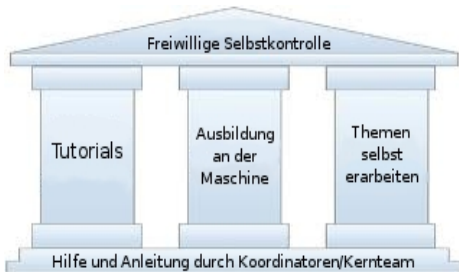 Freiwillige Selbstkontrolle
Tutorials
Ausbildung
an der
Maschine
Themen
selbst
erarbeiten
Hilfe und Anleitung durch Koordinatoren/Kernteam